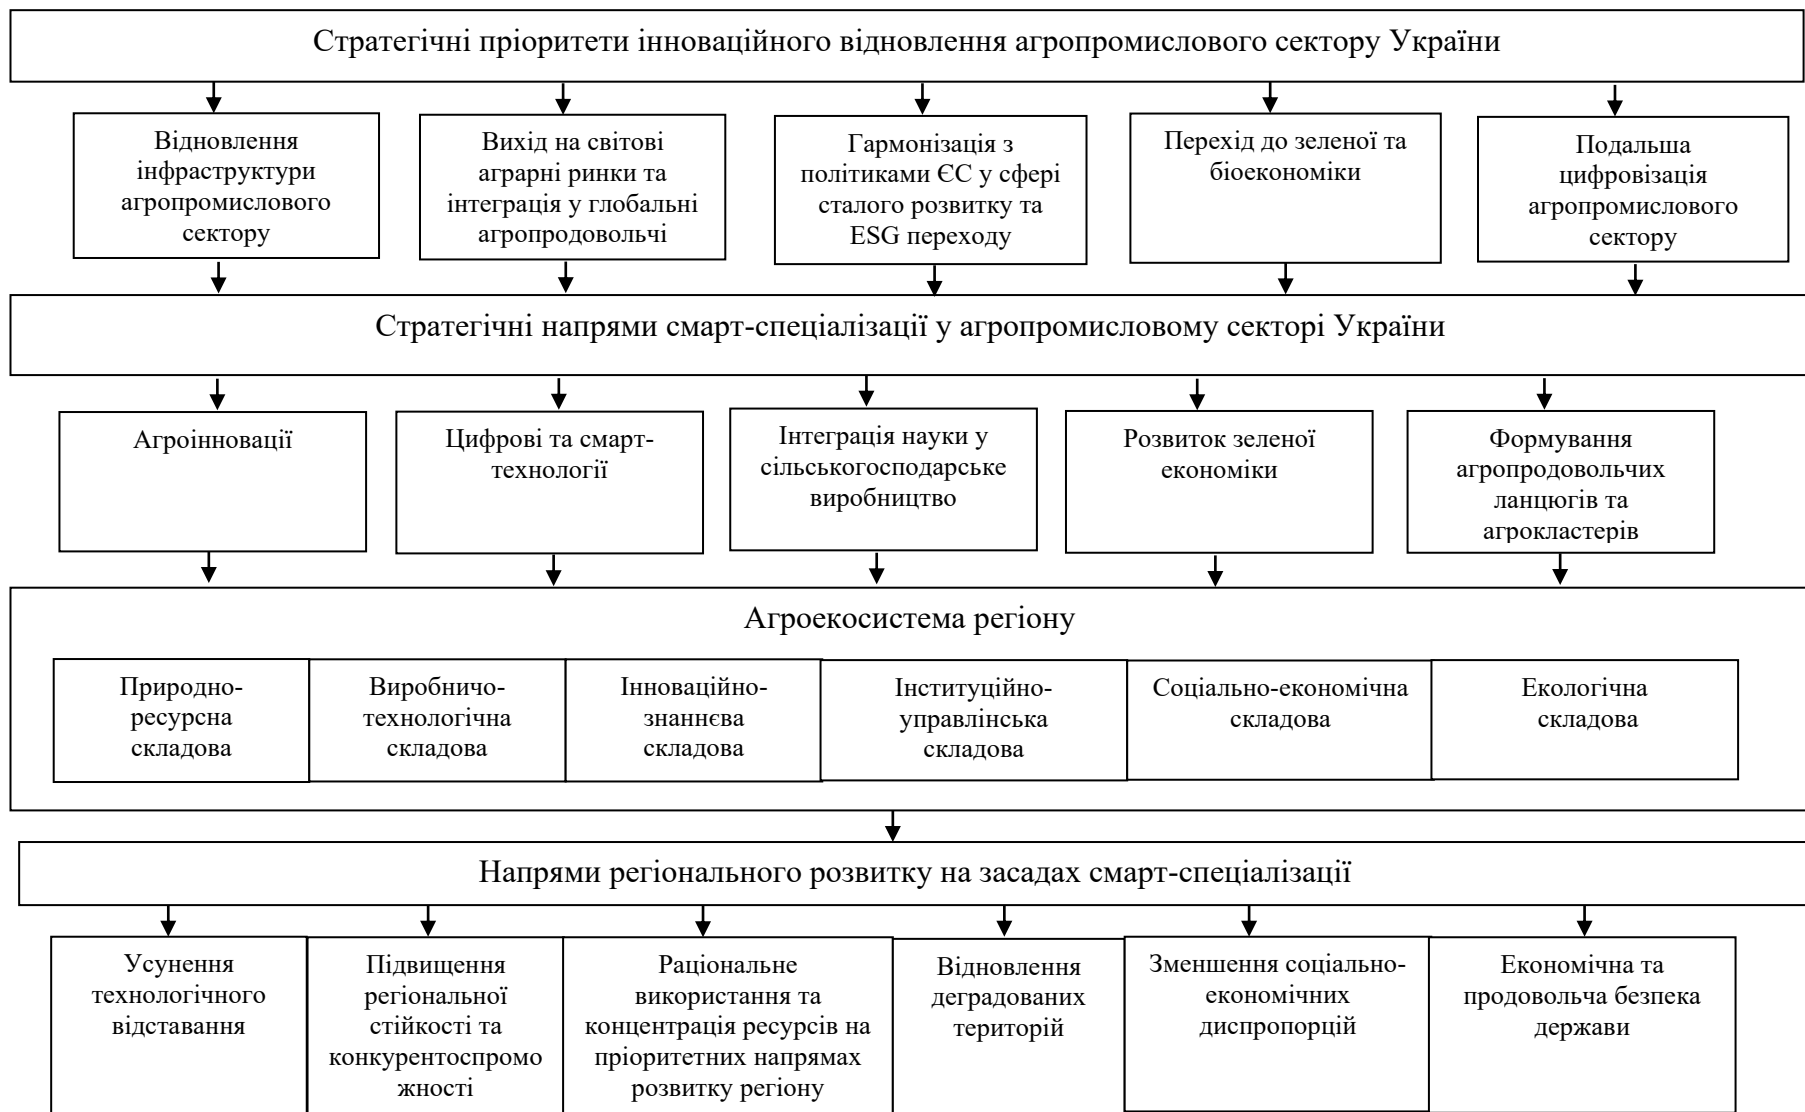 Стратегічні пріоритети інноваційного відновлення агропромислового сектору України
Відновлення
інфраструктури
агропромислового
сектору
Вихід на світові
аграрні ринки та
інтеграція у глобальні
агропродовольчі
Гармонізація з
політиками ЄС у сфері
сталого розвитку та
ESG переходу
Перехід до зеленої та
біоекономіки
Подальша
цифровізація
агропромислового
сектору
Стратегічні напрями смарт-спеціалізації у агропромисловому секторі України
Агроінновації
Цифрові та смарт-
технології
Інтеграція науки у
сільськогосподарське
виробництво
Розвиток зеленої
економіки
Формування
агропродовольчих
ланцюгів та
агрокластерів
Агроекосистема регіону
Природно-
ресурсна
складова
Виробничо-
технологічна
складова
Інноваційно-
знаннєва
складова
Інституційно-
управлінська
складова
Соціально-економічна
складова
Екологічна
складова
Напрями регіонального розвитку на засадах смарт-спеціалізації
Усунення
технологічного
відставання
Підвищення
регіональної
стійкості та
конкурентоспромо
жності
Раціональне
використання та
концентрація ресурсів на
пріоритетних напрямах
розвитку регіону
Відновлення
деградованих
територій
Зменшення соціально-
економічних
диспропорцій
Економічна та
продовольча безпека
держави